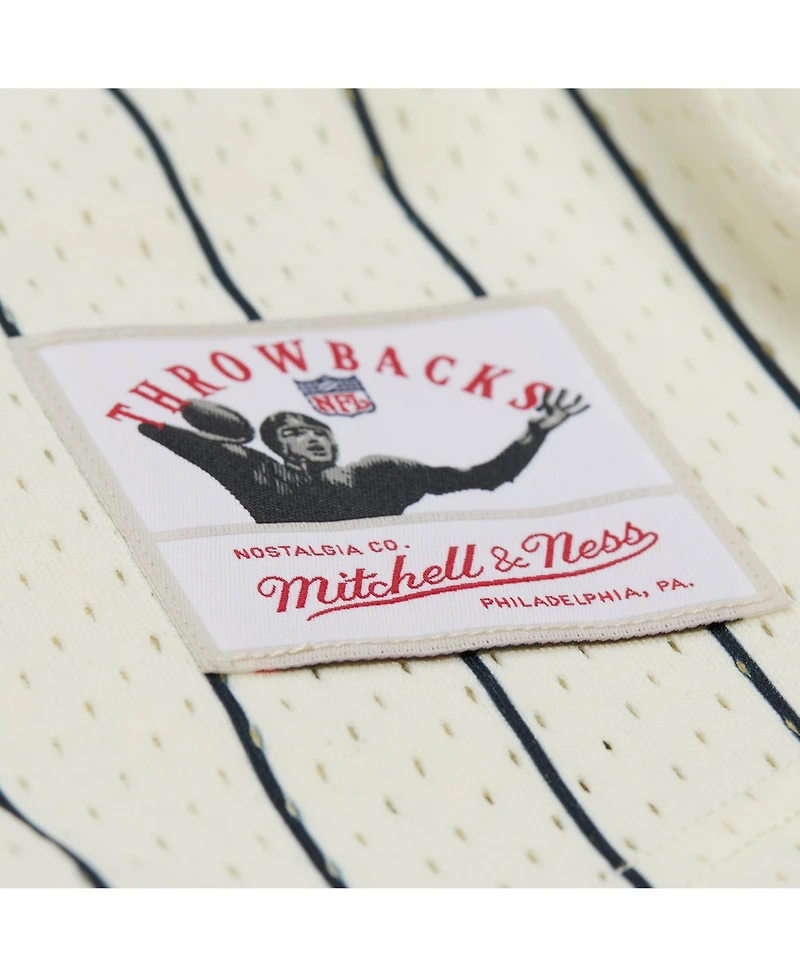 THROWBACKS
NFL
NOSTALGIA CO.
Mitchell & Ness
PHILADELPHIA, PA.